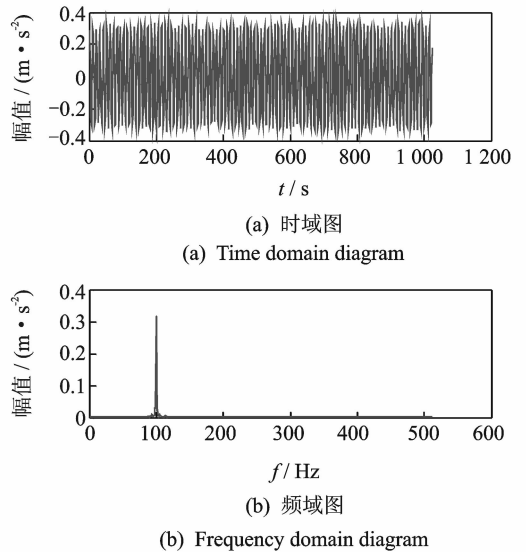 幅值 / (m·s⁻²)
0.4
0.2
0
−0.2
−0.4
0 200 400 600 800 1 000 1 200
t / s
(a) 时域图
(a) Time domain diagram
幅值 / (m·s⁻²)
0.4
0.3
0.2
0.1
0
0 100 200 300 400 500 600
f / Hz
(b) 频域图
(b) Frequency domain diagram